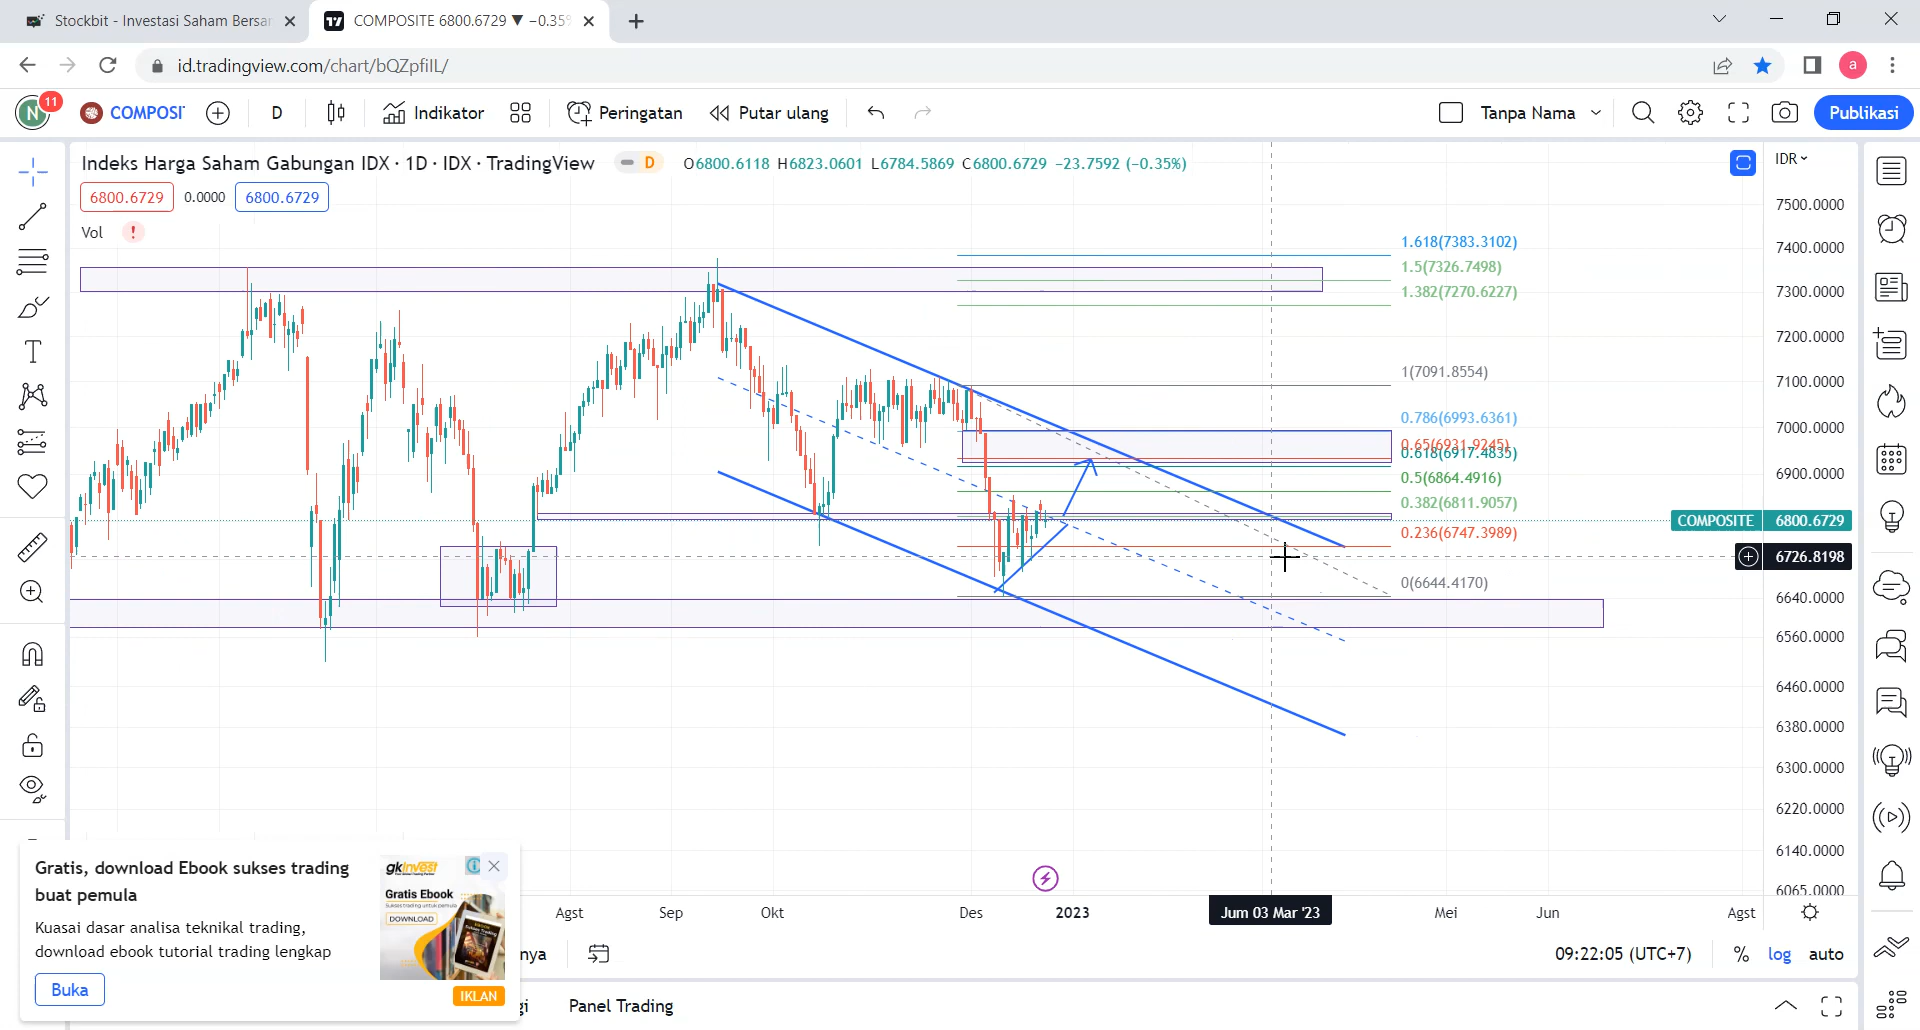 Stockbit - Investasi Saham Bersar
COMPOSITE 6800.6729 ▼ −0.35%
id.tradingview.com/chart/bQZpfiIL/
a
N
11
COMPOSI
D
Indikator
Peringatan
Putar ulang
Tanpa Nama
Publikasi
Indeks Harga Saham Gabungan IDX · 1D · IDX · TradingView
D
O6800.6118 H6823.0601 L6784.5869 C6800.6729 −23.7592 (−0.35%)
IDR
6800.6729
0.0000
6800.6729
Vol
!
1.618(7383.3102)
1.5(7326.7498)
1.382(7270.6227)
1(7091.8554)
0.786(6993.6361)
0.65(6931.9245)
0.618(6917.4835)
0.5(6864.4916)
0.382(6811.9057)
0.236(6747.3989)
0(6644.4170)
7500.0000
7400.0000
7300.0000
7200.0000
7100.0000
7000.0000
6900.0000
COMPOSITE 6800.6729
6726.8198
6640.0000
6560.0000
6460.0000
6380.0000
6300.0000
6220.0000
6140.0000
6065.0000
Agst
Sep
Okt
Des
2023
Jum 03 Mar '23
Mei
Jun
Agst
nya
09:22:05 (UTC+7)
%
log
auto
gi
Panel Trading
Gratis, download Ebook sukses trading
buat pemula
Kuasai dasar analisa teknikal trading,
download ebook tutorial trading lengkap
Buka
gkinvest
Gratis Ebook
DOWNLOAD
IKLAN